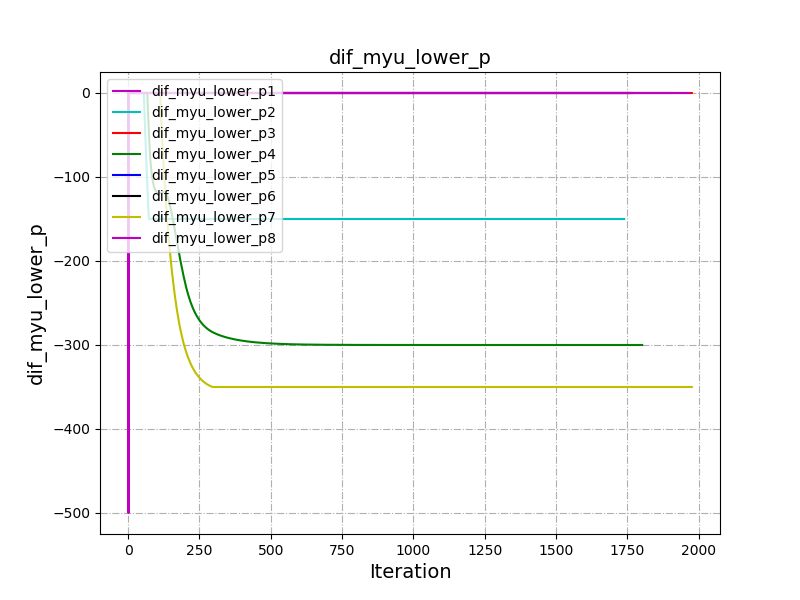 dif_myu_lower_p
dif_myu_lower_p
0
−100
−200
−300
−400
−500
dif_myu_lower_p1
dif_myu_lower_p2
dif_myu_lower_p3
dif_myu_lower_p4
dif_myu_lower_p5
dif_myu_lower_p6
dif_myu_lower_p7
dif_myu_lower_p8
0 250 500 750 1000 1250 1500 1750 2000
Iteration